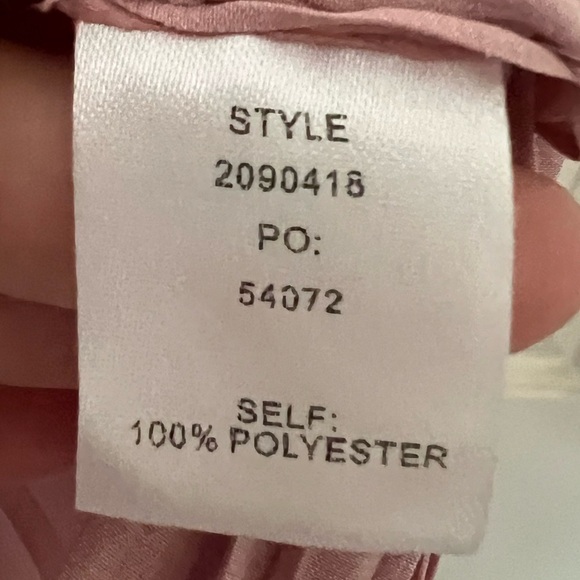 STYLE
2090418
PO:
54072
SELF:
100% POLYESTER